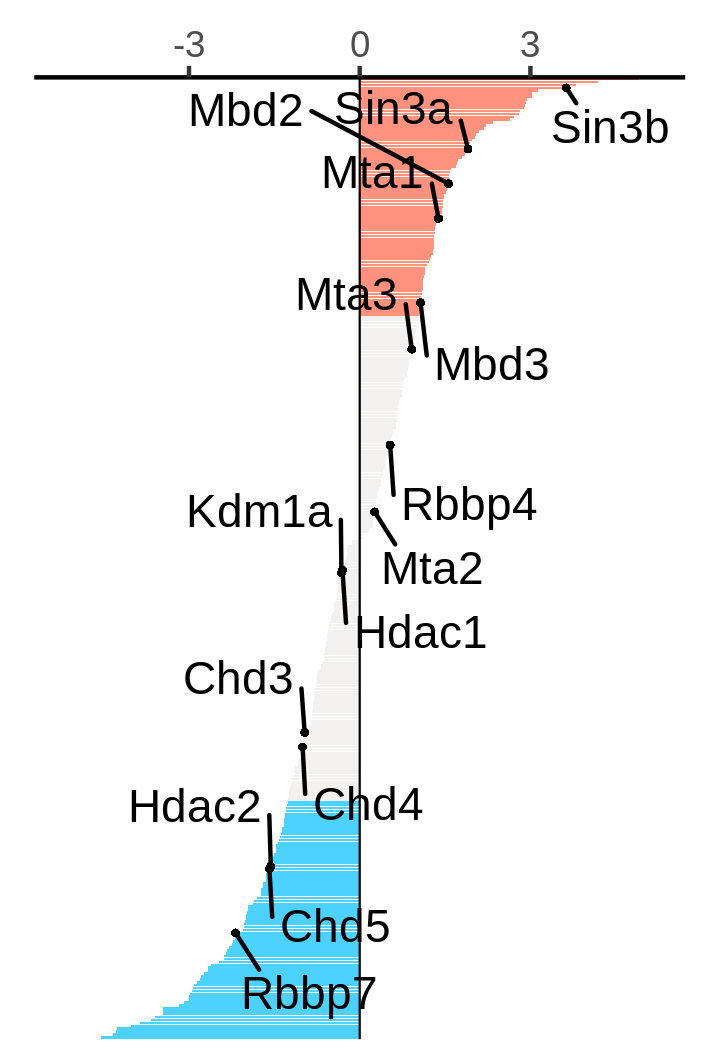 -3 0 3
Mbd2 Sin3a
Sin3b
Mta1
Mta3
Mbd3
Rbbp4
Kdm1a
Mta2
Hdac1
Chd3
Chd4
Hdac2
Chd5
Rbbp7